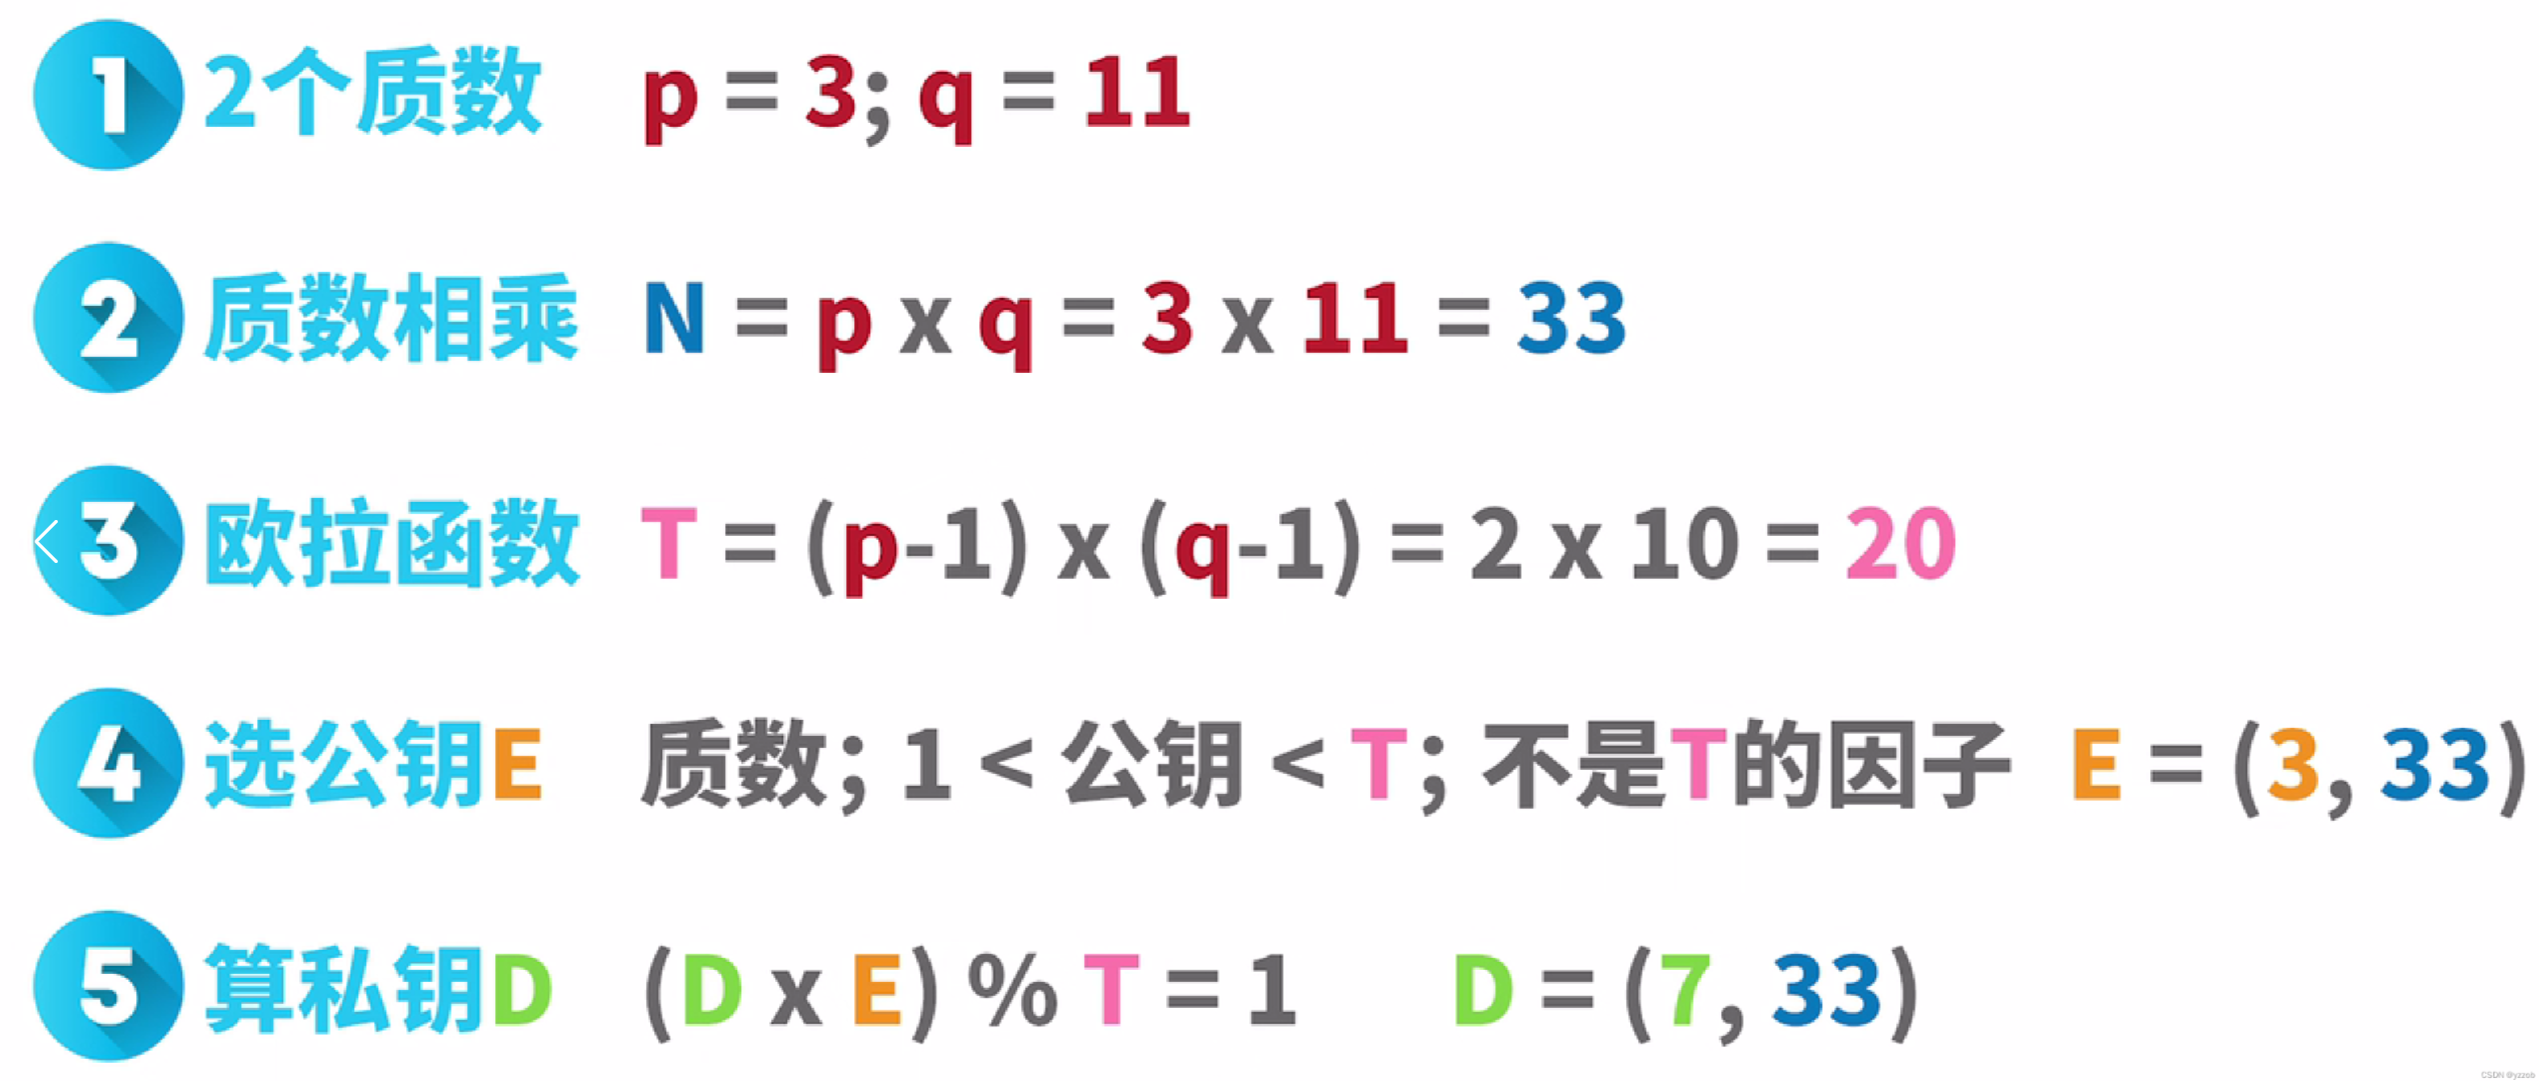 1 2个质数 p = 3; q = 11
2 质数相乘 N = p x q = 3 x 11 = 33
3 欧拉函数 T = (p-1) x (q-1) = 2 x 10 = 20
4 选公钥E 质数; 1 < 公钥 < T; 不是T的因子 E = (3, 33)
5 算私钥D (D x E) % T = 1 D = (7, 33)
CSDN @yzzob